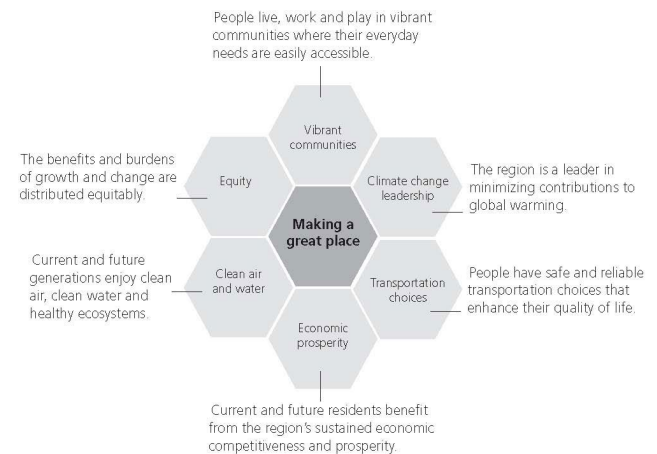 People live, work and play in vibrant
communities where their everyday
needs are easily accessible.
Vibrant
communities
The benefits and burdens
of growth and change are
distributed equitably.
Equity
Climate change
leadership
The region is a leader in
minimizing contributions to
global warming.
Making a
great place
Current and future
generations enjoy clean
air, clean water and
healthy ecosystems.
Clean air
and water
Transportation
choices
People have safe and reliable
transportation choices that
enhance their quality of life.
Economic
prosperity
Current and future residents benefit
from the region's sustained economic
competitiveness and prosperity.